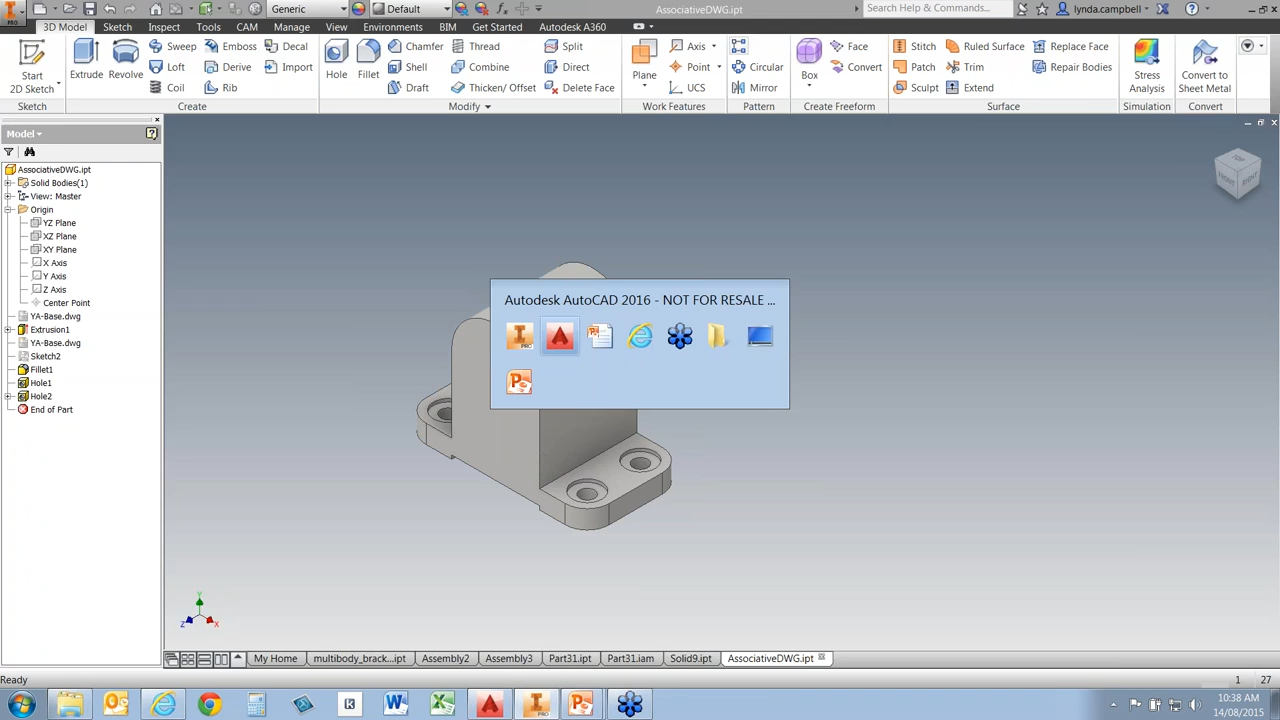 PRO
Generic
Default
AssociativeDWG.ipt
Search Help & Commands...
lynda.campbell
3D Model Sketch Inspect Tools CAM Manage View Environments BIM Get Started Autodesk A360
Start
2D Sketch
Extrude
Revolve
Sweep
Emboss
Decal
Loft
Derive
Import
Coil
Rib
Hole
Fillet
Chamfer
Thread
Split
Shell
Combine
Direct
Draft
Thicken/ Offset
Delete Face
Plane
Axis
Point
UCS
Circular
Mirror
Box
Face
Convert
Stitch
Ruled Surface
Replace Face
Patch
Trim
Repair Bodies
Sculpt
Extend
Stress
Analysis
Convert to
Sheet Metal
Sketch
Create
Modify
Work Features
Pattern
Create Freeform
Surface
Simulation
Convert
Model
AssociativeDWG.ipt
Solid Bodies(1)
View: Master
Origin
YZ Plane
XZ Plane
XY Plane
X Axis
Y Axis
Z Axis
Center Point
YA-Base.dwg
Extrusion1
YA-Base.dwg
Sketch2
Fillet1
Hole1
Hole2
End of Part
TOP
FRONT
RIGHT
Autodesk AutoCAD 2016 - NOT FOR RESALE ...
PRO
Y
Z
X
My Home
multibody_brack...ipt
Assembly2
Assembly3
Part31.ipt
Part31.iam
Solid9.ipt
AssociativeDWG.ipt
Ready
1
27
10:38 AM
14/08/2015